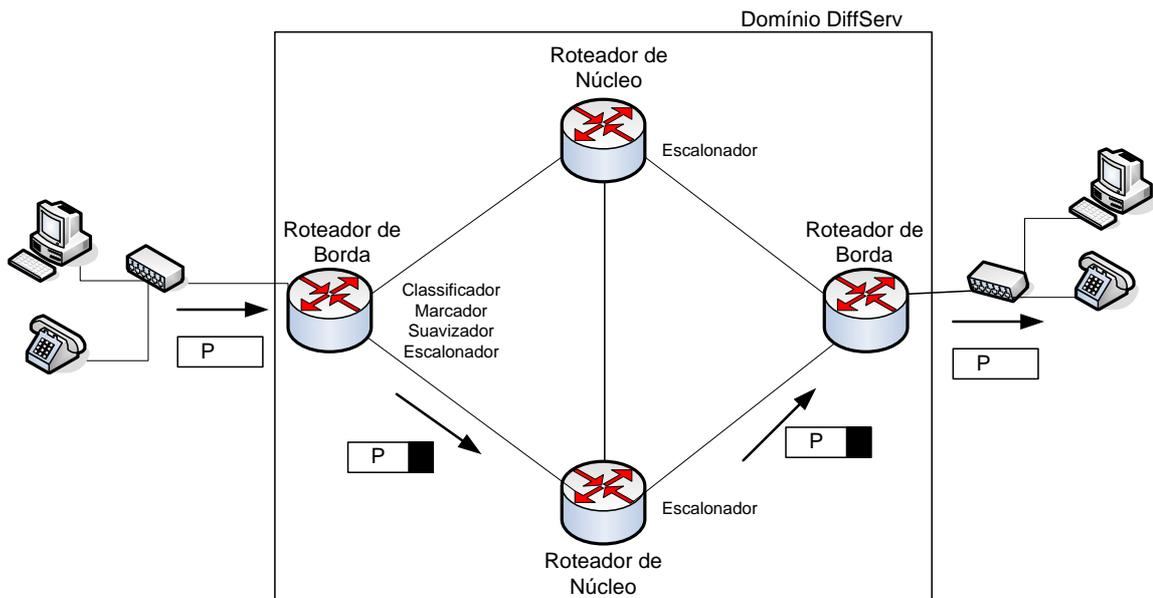 Domínio DiffServ
Roteador de
Núcleo
Escalonador
Roteador de
Borda
Roteador de
Borda
Classificador
Marcador
Suavizador
Escalonador
P
P
P
P
Escalonador
Roteador de
Núcleo